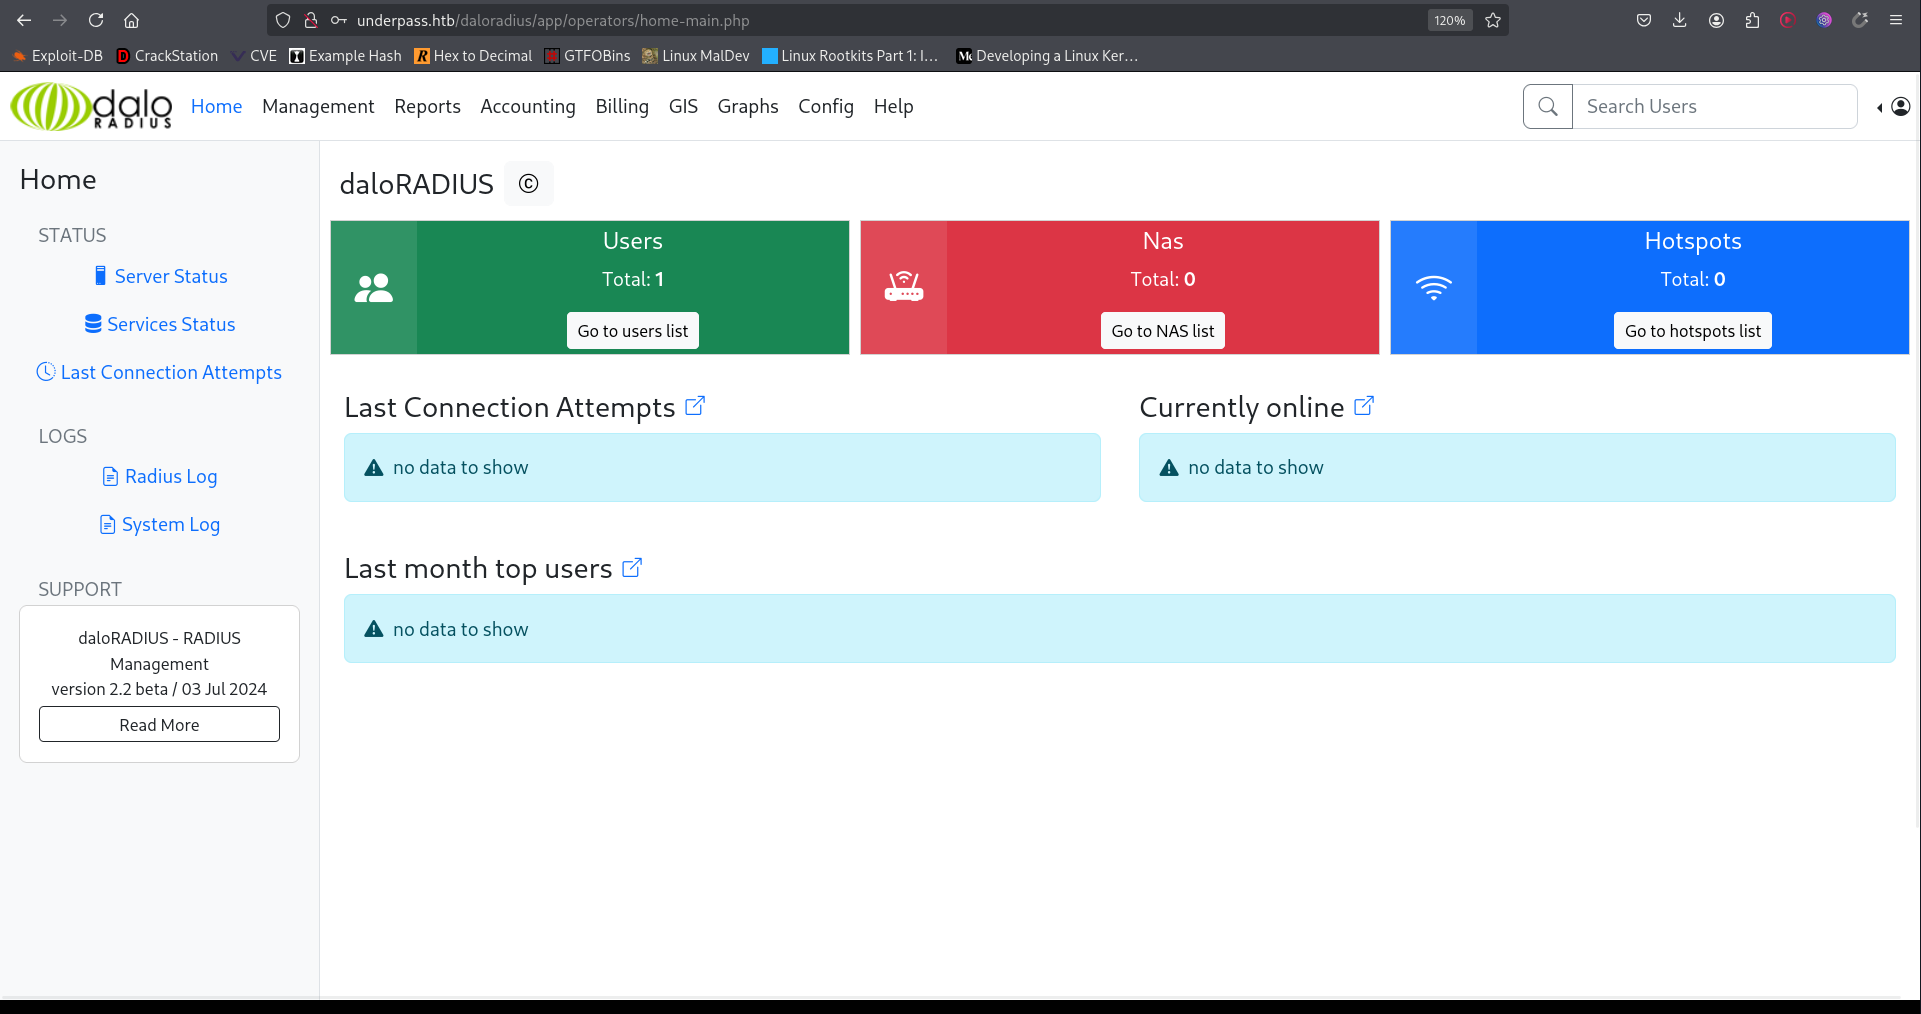 underpass.htb/daloradius/app/operators/home-main.php 120%
Exploit-DB CrackStation CVE Example Hash Hex to Decimal GTFOBins Linux MalDev Linux Rootkits Part 1: I... Developing a Linux Ker...
dalo RADIUS Home Management Reports Accounting Billing GIS Graphs Config Help Search Users
Home
STATUS
Server Status
Services Status
Last Connection Attempts
LOGS
Radius Log
System Log
SUPPORT
daloRADIUS - RADIUS
Management
version 2.2 beta / 03 Jul 2024
Read More
daloRADIUS ©
Users
Total: 1
Go to users list
Nas
Total: 0
Go to NAS list
Hotspots
Total: 0
Go to hotspots list
Last Connection Attempts
no data to show
Currently online
no data to show
Last month top users
no data to show